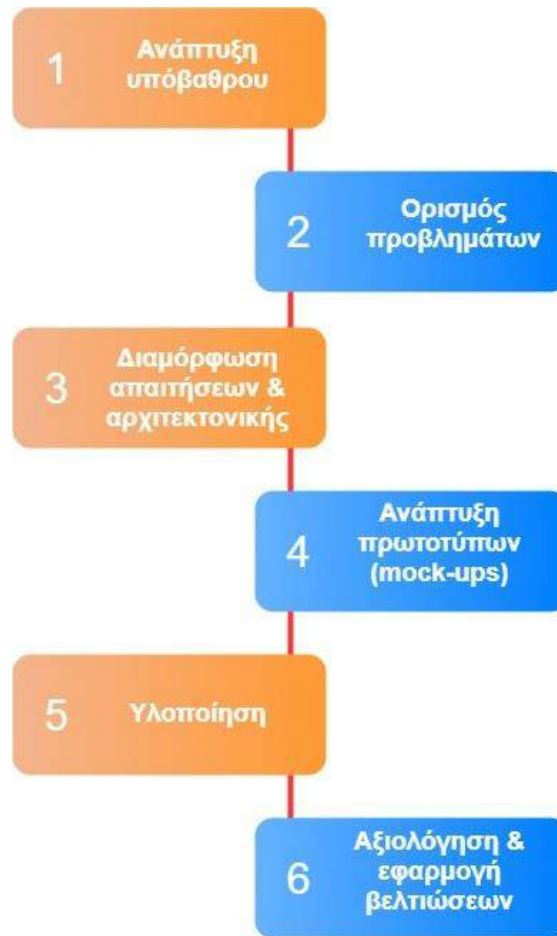 1
Ανάπτυξη
υπόβαθρου
2
Ορισμός
προβλημάτων
3
Διαμόρφωση
απαιτήσεων &
αρχιτεκτονικής
4
Ανάπτυξη
πρωτοτύπων
(mock-ups)
5
Υλοποίηση
6
Αξιολόγηση &
εφαρμογή
βελτιώσεων